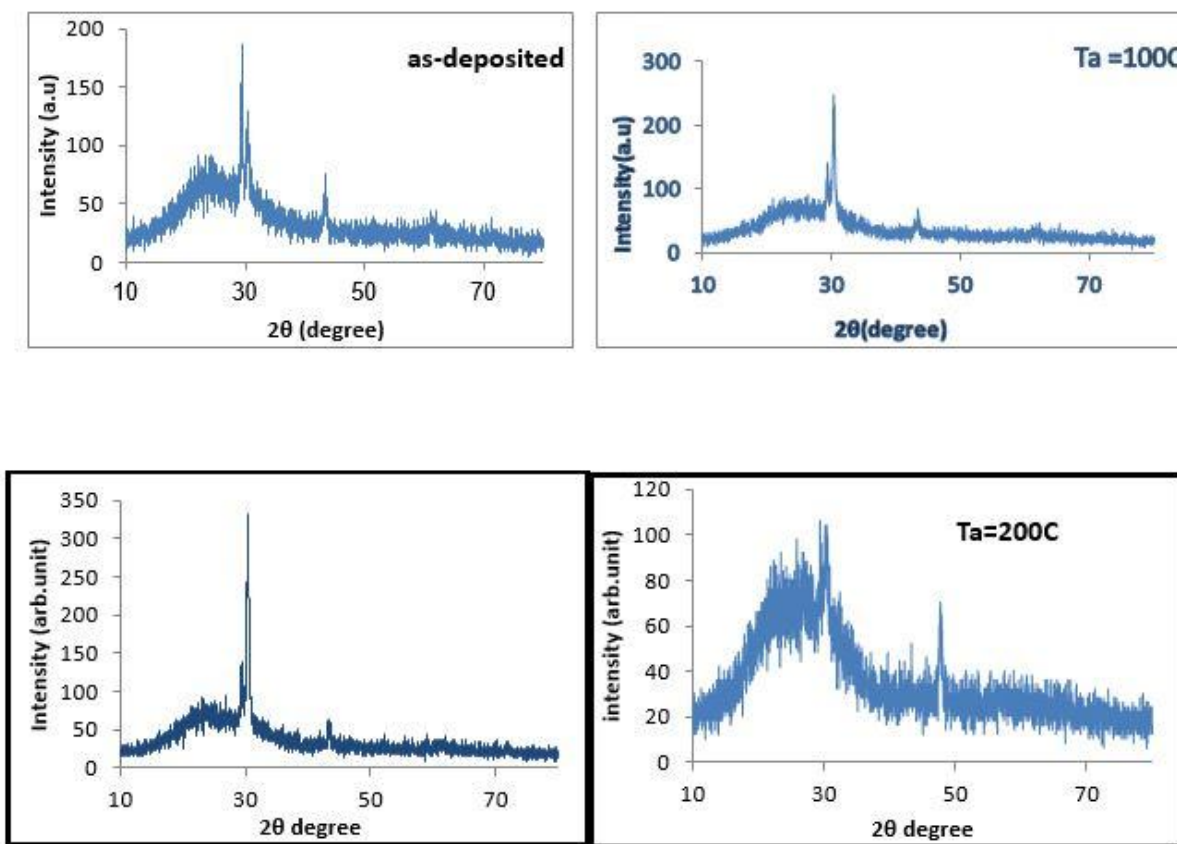 as-deposited
Intensity (a.u)
200
150
100
50
0
10 30 50 70
2θ (degree)
Ta =100C
Intensity(a.u)
300
200
100
0
10 30 50 70
2θ(degree)
Intensity (arb.unit)
350
300
250
200
150
100
50
0
10 30 50 70
2θ degree
Ta=200C
intensity (arb.unit)
120
100
80
60
40
20
0
10 30 50 70
2θ degree